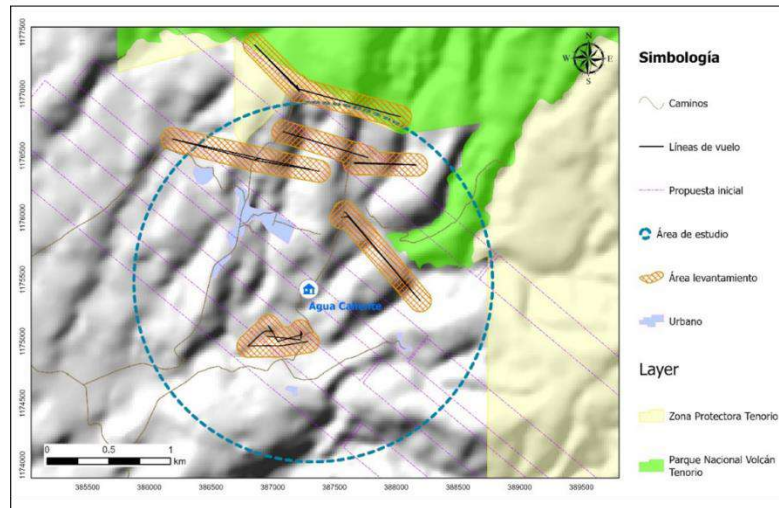 1177500
1177000
1176500
1176000
1175500
1175000
1174500
1174000
385500
386000
386500
387000
387500
388000
388500
389000
389500
N
W
E
S
Agua Caliente
0
0.5
1
km
Simbología
Caminos
Líneas de vuelo
Propuesta inicial
Área de estudio
Área levantamiento
Urbano
Layer
Zona Protectora Tenorio
Parque Nacional Volcán
Tenorio